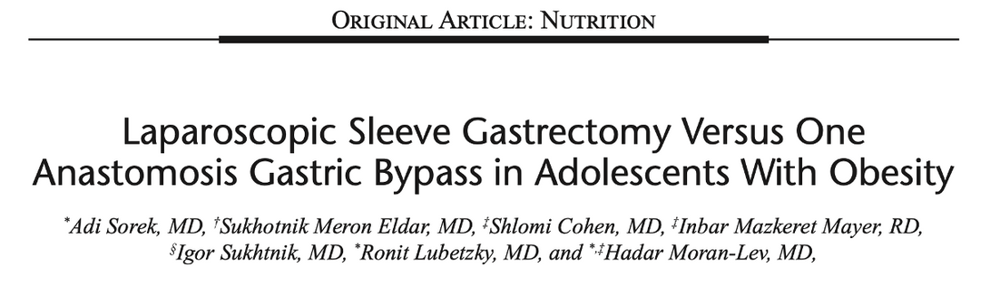 ORIGINAL ARTICLE: NUTRITION
Laparoscopic Sleeve Gastrectomy Versus One
Anastomosis Gastric Bypass in Adolescents With Obesity
*Adi Sorek, MD, †Sukhotnik Meron Eldar, MD, ‡Shlomi Cohen, MD, ‡Inbar Mazkeret Mayer, RD,
§Igor Sukhtnik, MD, *Ronit Lubetzky, MD, and *,‡Hadar Moran-Lev, MD,